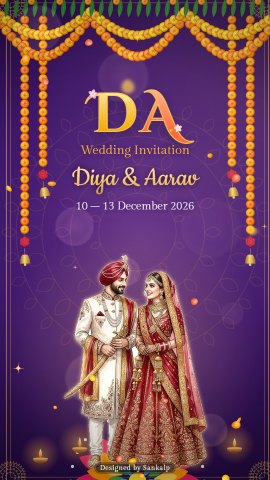 DA
Wedding Invitation
Diya & Aarav
10 — 13 December 2026
Designed by Sankalp